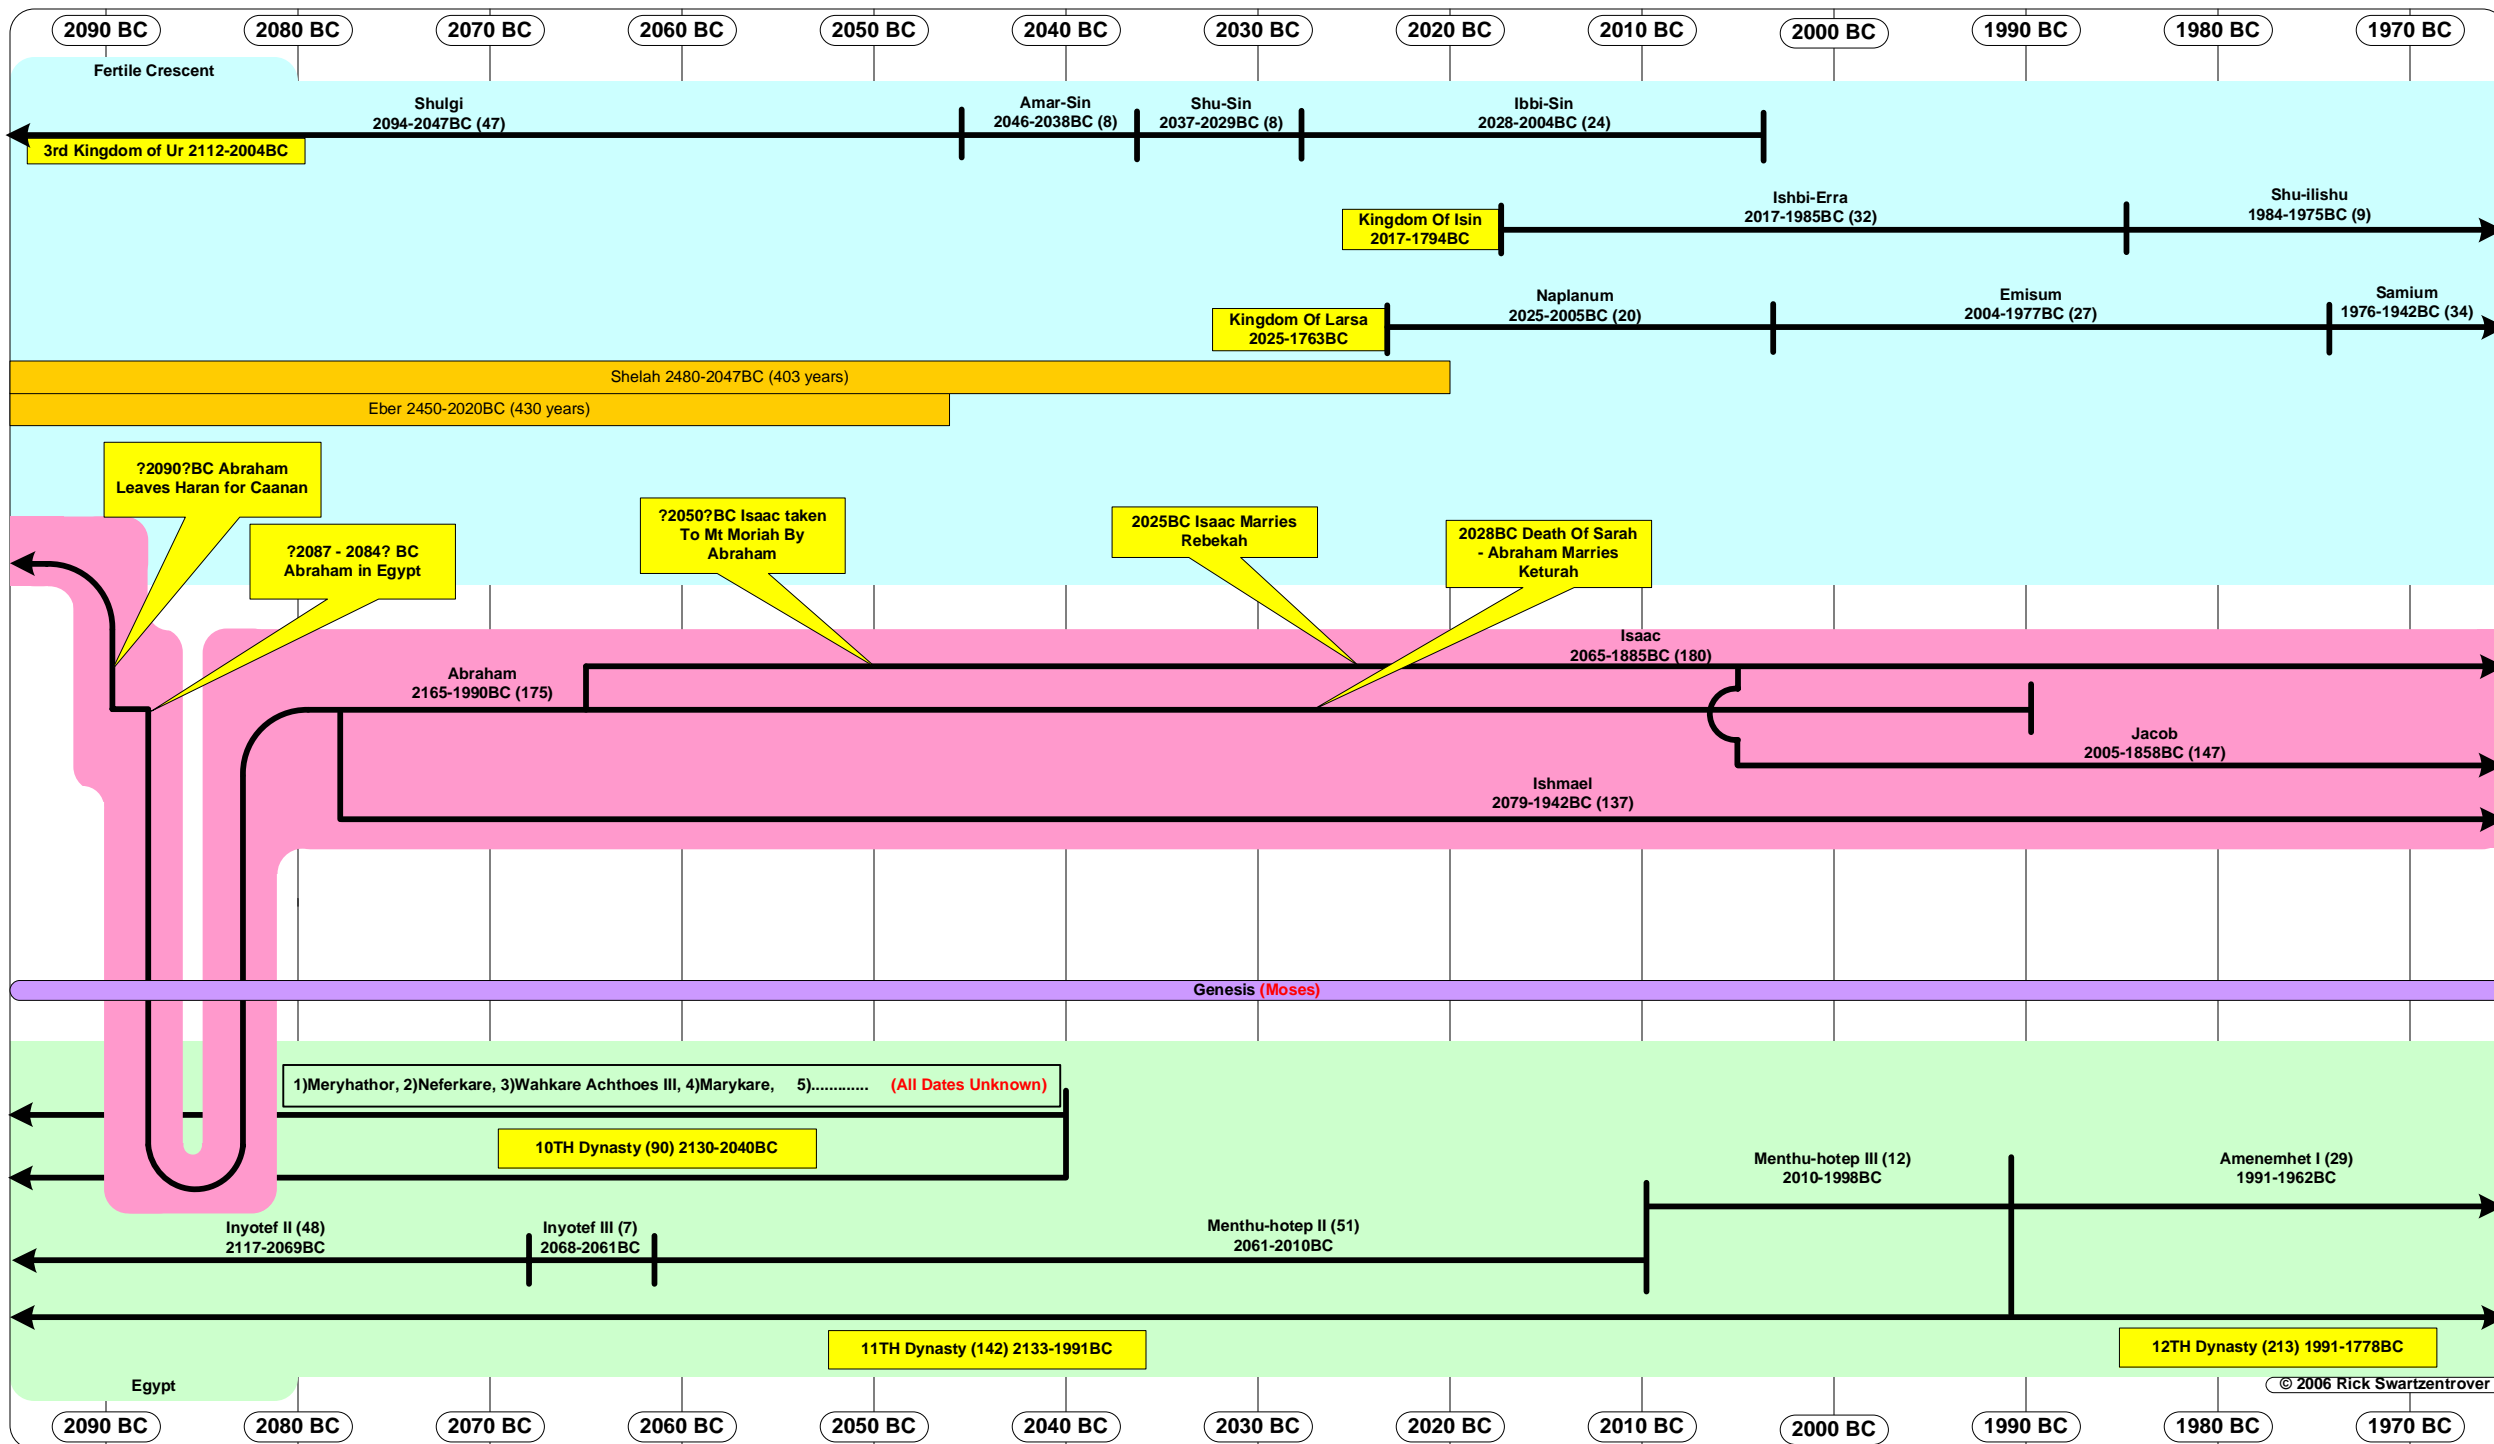 2090 BC
2080 BC
2070 BC
2060 BC
2050 BC
2040 BC
2030 BC
2020 BC
2010 BC
2000 BC
1990 BC
1980 BC
1970 BC
Fertile Crescent
Shulgi
2094-2047BC (47)
Amar-Sin
2046-2038BC (8)
Shu-Sin
2037-2029BC (8)
Ibbi-Sin
2028-2004BC (24)
3rd Kingdom of Ur 2112-2004BC
Kingdom Of Isin
2017-1794BC
Ishbi-Erra
2017-1985BC (32)
Shu-ilishu
1984-1975BC (9)
Kingdom Of Larsa
2025-1763BC
Naplanum
2025-2005BC (20)
Emisum
2004-1977BC (27)
Samium
1976-1942BC (34)
Shelah 2480-2047BC (403 years)
Eber 2450-2020BC (430 years)
?2090?BC Abraham
Leaves Haran for Caanan
?2087 - 2084? BC
Abraham in Egypt
?2050?BC Isaac taken
To Mt Moriah By
Abraham
2025BC Isaac Marries
Rebekah
2028BC Death Of Sarah
- Abraham Marries
Keturah
Isaac
2065-1885BC (180)
Abraham
2165-1990BC (175)
Jacob
2005-1858BC (147)
Ishmael
2079-1942BC (137)
Genesis (Moses)
1)Meryhathor, 2)Neferkare, 3)Wahkare Achthoes III, 4)Marykare, 5)............. (All Dates Unknown)
10TH Dynasty (90) 2130-2040BC
Menthu-hotep III (12)
2010-1998BC
Amenemhet I (29)
1991-1962BC
Inyotef II (48)
2117-2069BC
Inyotef III (7)
2068-2061BC
Menthu-hotep II (51)
2061-2010BC
11TH Dynasty (142) 2133-1991BC
12TH Dynasty (213) 1991-1778BC
Egypt
© 2006 Rick Swartzentrover
2090 BC
2080 BC
2070 BC
2060 BC
2050 BC
2040 BC
2030 BC
2020 BC
2010 BC
2000 BC
1990 BC
1980 BC
1970 BC